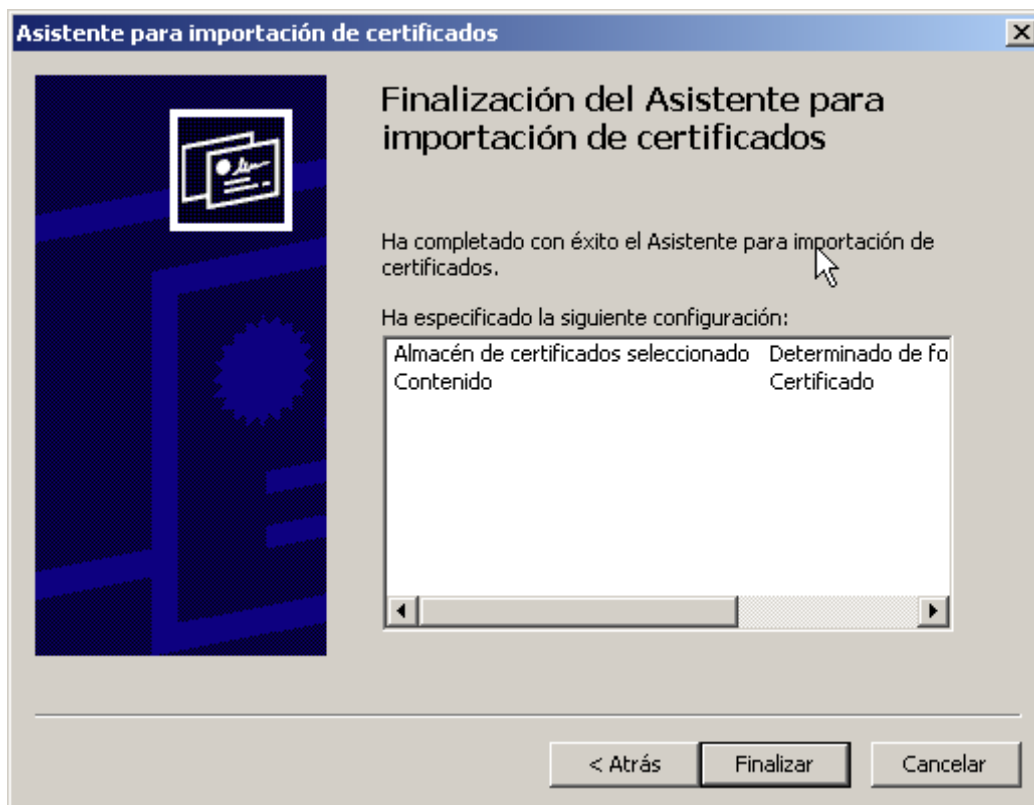 Asistente para importación de certificados
Finalización del Asistente para
importación de certificados
Ha completado con éxito el Asistente para importación de
certificados.
Ha especificado la siguiente configuración:
Almacén de certificados seleccionado Determinado de fo
Contenido Certificado
< Atrás Finalizar Cancelar